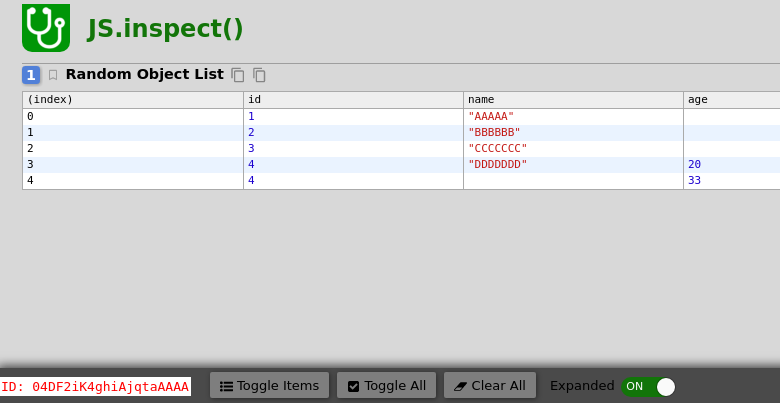 JS.inspect()
1 Random Object List
(index) id name age
0 1 "AAAAA"
1 2 "BBBBBB"
2 3 "CCCCCCC"
3 4 "DDDDDDD" 20
4 4 33
ID: 04DF2iK4ghiAjqtaAAAA Toggle Items Toggle All Clear All Expanded ON